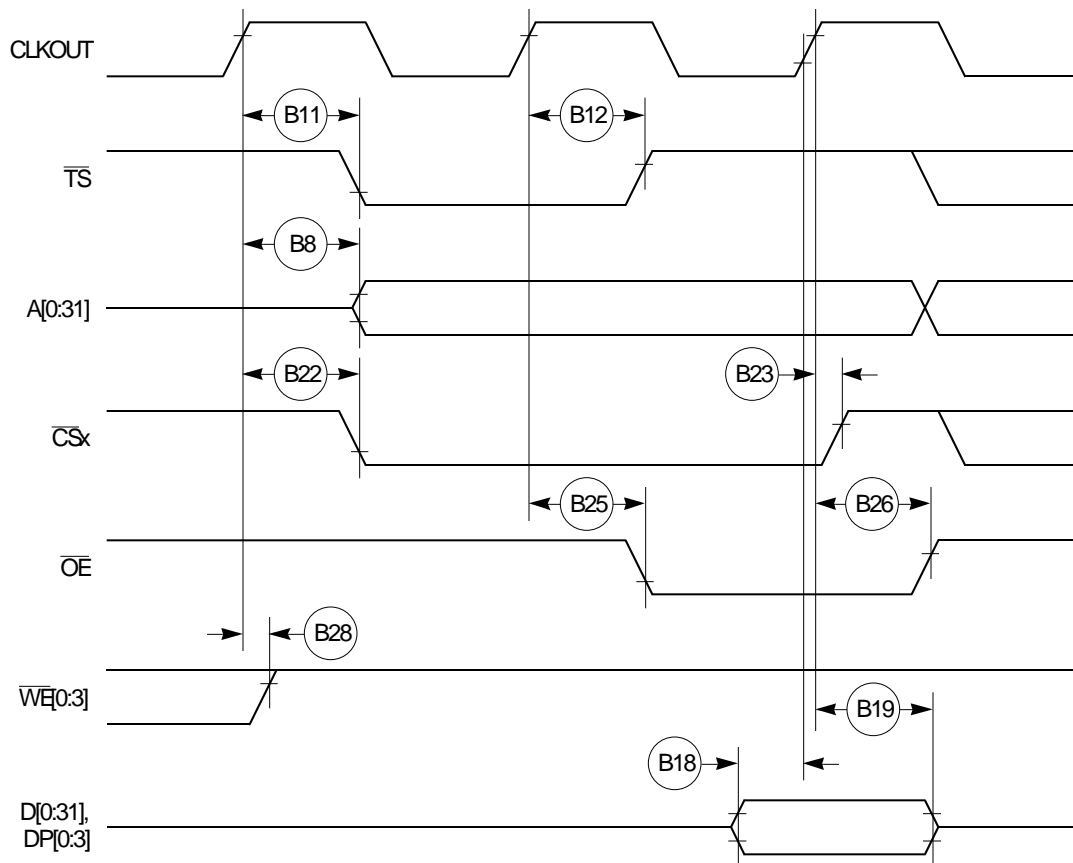 CLKOUT
B11
B12
TS
B8
A[0:31]
B22
B23
CSx
B25
B26
OE
B28
WE[0:3]
B19
B18
D[0:31],
DP[0:3]